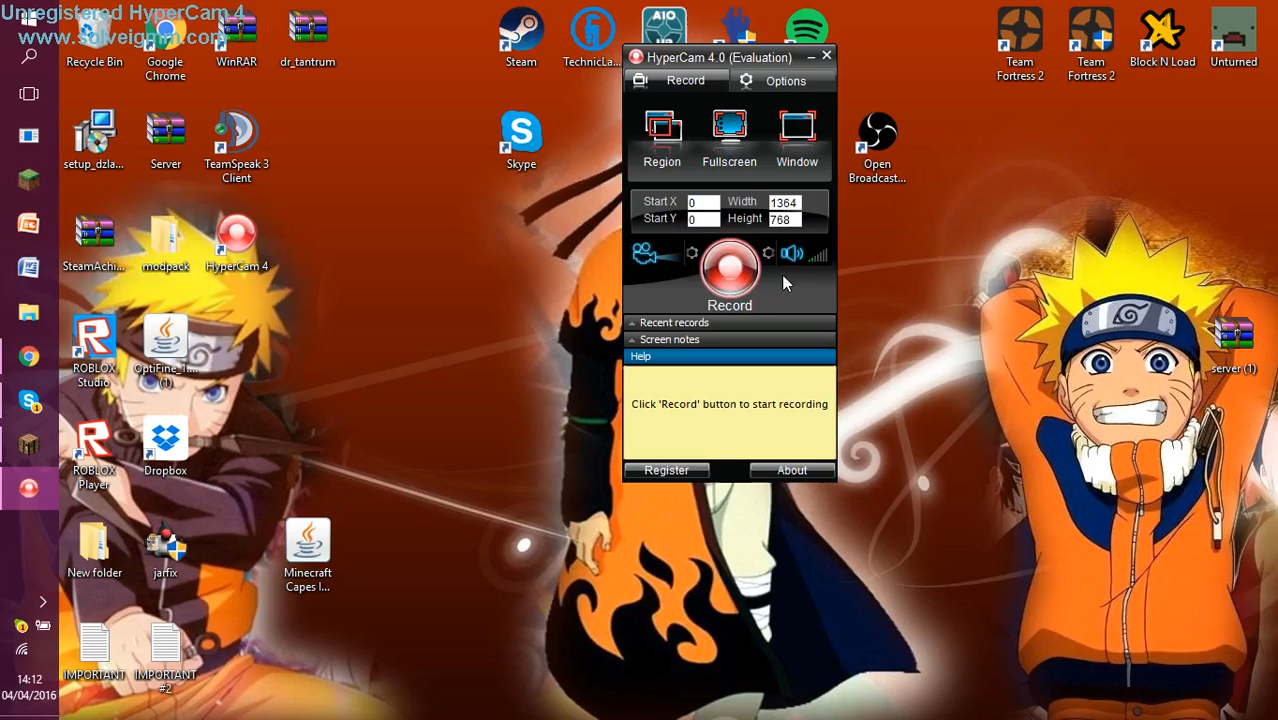 Unregistered HyperCam 4
www.solveigmm.com
Recycle Bin
Google
Chrome
WinRAR
dr_tantrum
Steam
TechnicLa...
AIO
Team
Fortress 2
Team
Fortress 2
Block N Load
Unturned
setup_dzla...
Server
TeamSpeak 3
Client
Skype
Open
Broadcast...
SteamAchi...
modpack
HyperCam 4
ROBLOX
Studio
OptiFine_1....
(1)
server (1)
ROBLOX
Player
Dropbox
New folder
jarfix
Minecraft
Capes I...
IMPORTANT
IMPORTANT
#2
14:12
04/04/2016
HyperCam 4.0 (Evaluation)
Record
Options
Region
Fullscreen
Window
Start X 0 Width 1364
Start Y 0 Height 768
Record
Recent records
Screen notes
Help
Click 'Record' button to start recording
Register
About